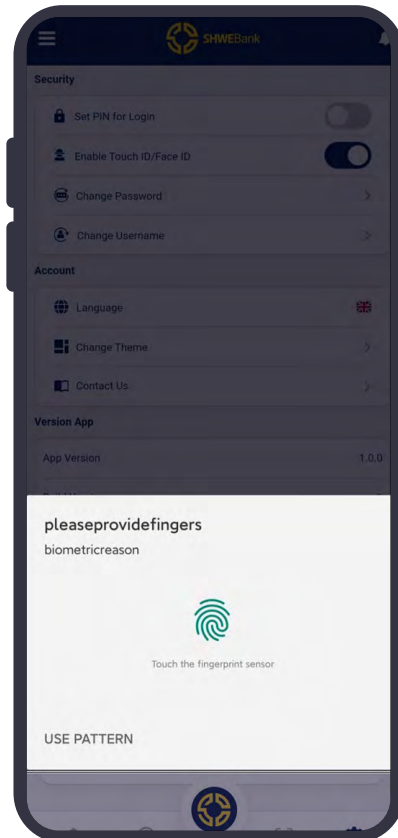 SHWEBank
Security
Set PIN for Login
Enable Touch ID/Face ID
Change Password
Change Username
Account
Language
Change Theme
Contact Us
Version App
App Version 1.0.0
pleaseprovidefingers
biometricreason
Touch the fingerprint sensor
USE PATTERN